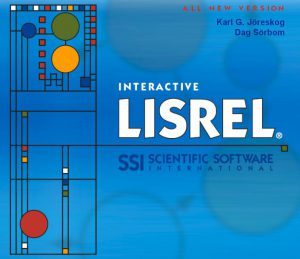 ALL NEW VERSION
Karl G. Jöreskog
Dag Sörbom
INTERACTIVE
LISREL®
SSI SCIENTIFIC SOFTWARE
INTERNATIONAL